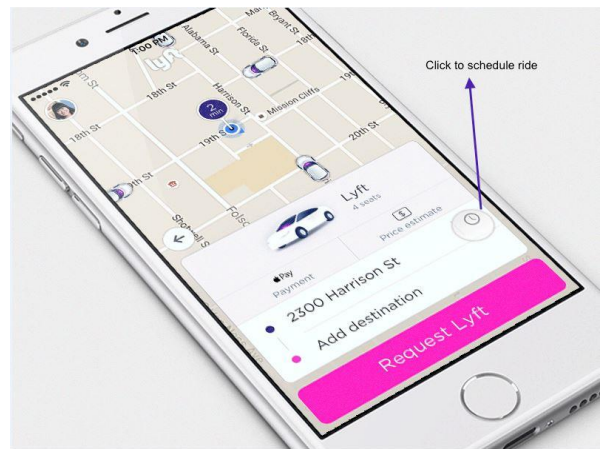 Click to schedule ride
1:00 PM
lyft
Alabama St
Florida St
Bryant St
18th St
Harrison St
Mission Cliffs
2
min
18th St
19th S
20th St
Lyft
4 seats
Pay
Payment
$
Price estimate
2300 Harrison St
Add destination
Request Lyft